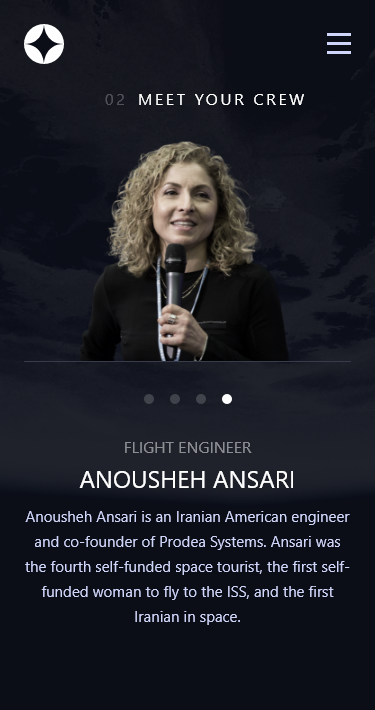 02 MEET YOUR CREW
FLIGHT ENGINEER
ANOUSHEH ANSARI
Anousheh Ansari is an Iranian American engineer
and co-founder of Prodea Systems. Ansari was
the fourth self-funded space tourist, the first self-
funded woman to fly to the ISS, and the first
Iranian in space.